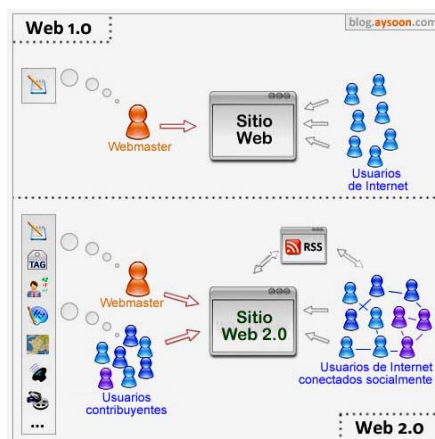 Web 1.0
blog.aysoon.com
Webmaster
Sitio
Web
Usuarios
de Internet
TAG
RSS
Webmaster
Sitio
Web 2.0
Usuarios
contribuyentes
Usuarios de Internet
conectados socialmente
...
Web 2.0